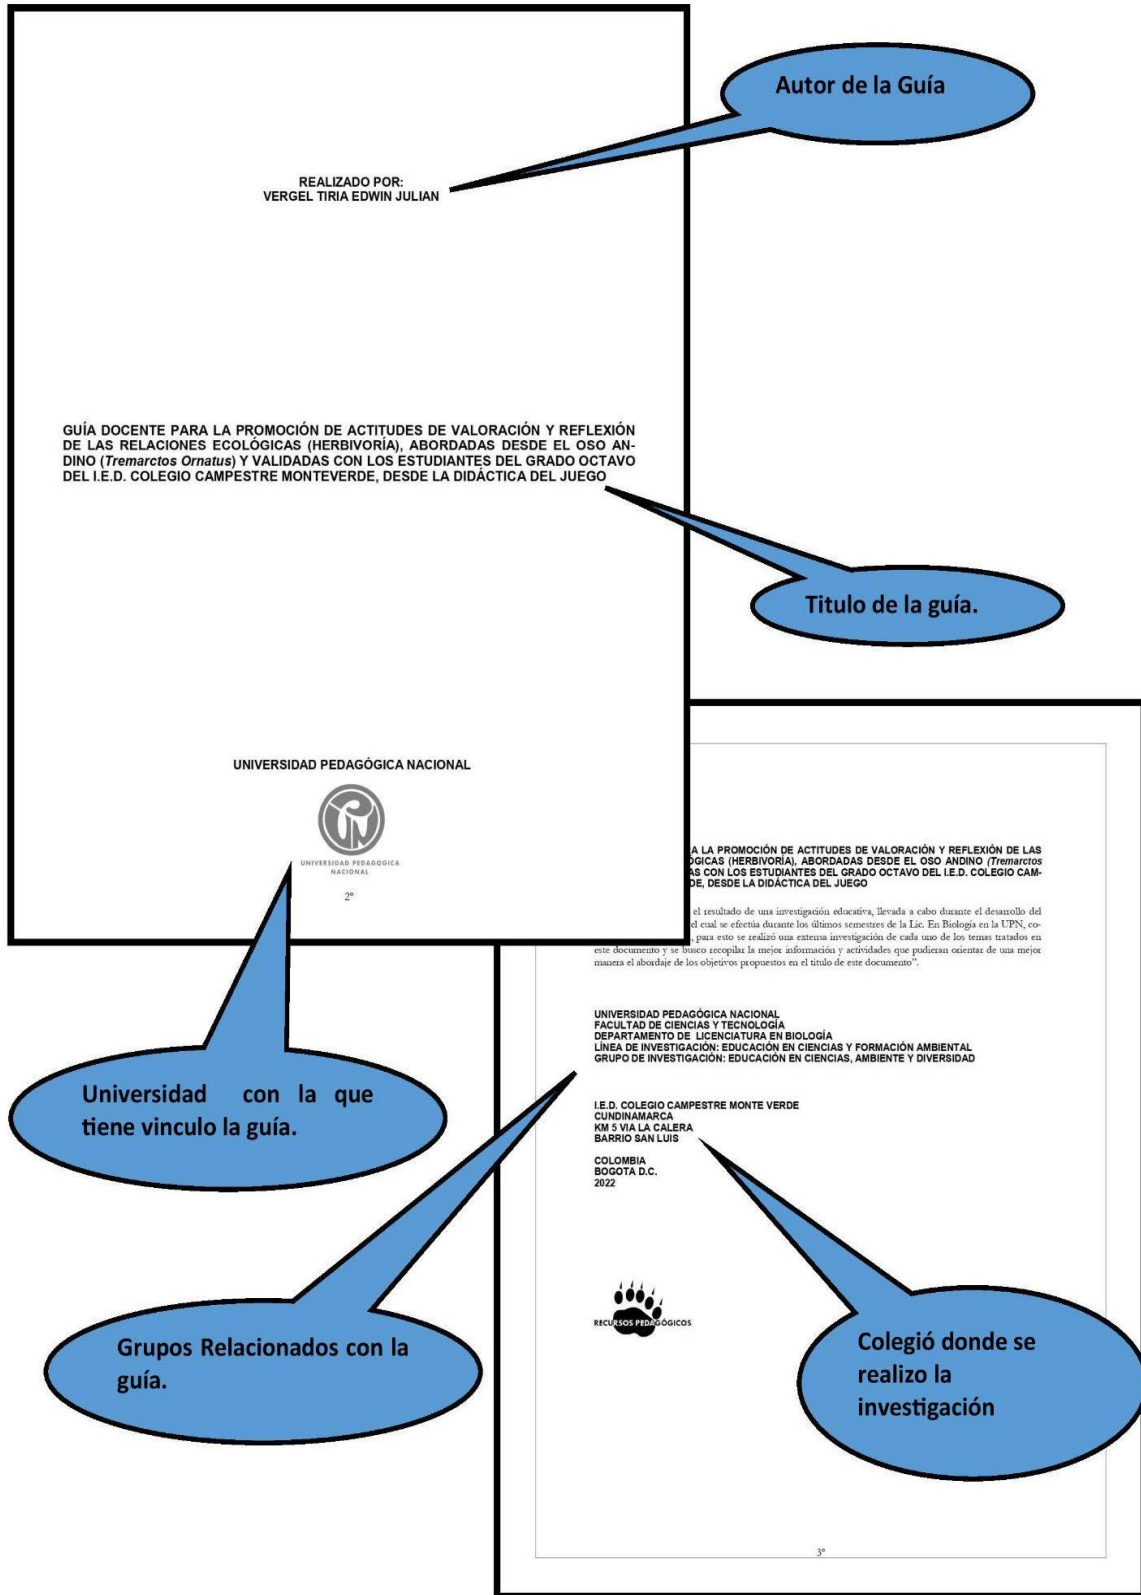 Autor de la Guía
REALIZADO POR:
VERGEL TIRIA EDWIN JULIAN
GUÍA DOCENTE PARA LA PROMOCIÓN DE ACTITUDES DE VALORACIÓN Y REFLEXIÓN
DE LAS RELACIONES ECOLÓGICAS (HERBIVORÍA), ABORDADAS DESDE EL OSO AN-
DINO (Tremarctos Ornatus) Y VALIDADAS CON LOS ESTUDIANTES DEL GRADO OCTAVO
DEL I.E.D. COLEGIO CAMPESTRE MONTEVERDE, DESDE LA DIDÁCTICA DEL JUEGO
Titulo de la guía.
UNIVERSIDAD PEDAGÓGICA NACIONAL
UNIVERSIDAD PEDAGOGICA
NACIONAL
2°
Universidad con la que
tiene vinculo la guía.
A LA PROMOCIÓN DE ACTITUDES DE VALORACIÓN Y REFLEXIÓN DE LAS
ÓGICAS (HERBIVORÍA), ABORDADAS DESDE EL OSO ANDINO (Tremarctos
AS CON LOS ESTUDIANTES DEL GRADO OCTAVO DEL I.E.D. COLEGIO CAM-
DE, DESDE LA DIDÁCTICA DEL JUEGO
el resultado de una investigación educativa, llevada a cabo durante el desarrollo del
el cual se efectúa durante los últimos semestres de la Lic. En Biología en la UPN, co-
, para esto se realizó una extensa investigación de cada uno de los temas tratados en
este documento y se busco recopilar la mejor información y actividades que pudieran orientar de una mejor
manera el abordaje de los objetivos propuestos en el titulo de este documento”.
UNIVERSIDAD PEDAGÓGICA NACIONAL
FACULTAD DE CIENCIAS Y TECNOLOGÍA
DEPARTAMENTO DE LICENCIATURA EN BIOLOGÍA
LÍNEA DE INVESTIGACIÓN: EDUCACIÓN EN CIENCIAS Y FORMACIÓN AMBIENTAL
GRUPO DE INVESTIGACIÓN: EDUCACIÓN EN CIENCIAS, AMBIENTE Y DIVERSIDAD
I.E.D. COLEGIO CAMPESTRE MONTE VERDE
CUNDINAMARCA
KM 5 VIA LA CALERA
BARRIO SAN LUIS
COLOMBIA
BOGOTA D.C.
2022
RECURSOS PEDAGÓGICOS
Grupos Relacionados con la
guía.
Colegió donde se
realizo la
investigación
3°